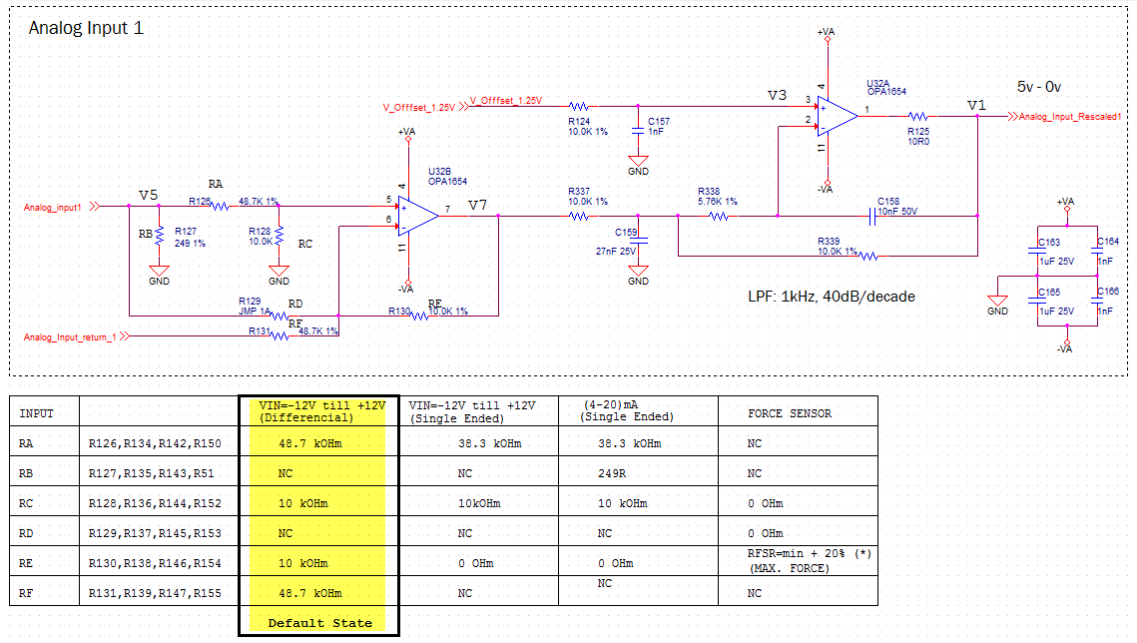 Analog Input 1
+VA
U32A
OPA1654
5v - 0v
V_Offfset_1.25V
V_Offfset_1.25V
V3
3
4
1
V1
Analog_Input_Rescaled1
R124
10.0K 1%
C157
1nF
2
R125
10R0
GND
11
-VA
+VA
U32B
OPA1654
4
V5
RA
Analog_input1
R126
48.7K 1%
5
7
V7
6
RB
R127
249 1%
R128
10.0K
RC
11
GND
GND
-VA
R337
10.0K 1%
R338
5.76K 1%
C158
10nF 50V
C159
27nF 25V
R339
10.0K 1%
GND
+VA
C163
1uF 25V
C164
1nF
GND
C165
1uF 25V
C166
1nF
-VA
R129
JMP 1A
RD
R130
RE
10.0K 1%
R131
RF
48.7K 1%
Analog_Input_return_1
LPF: 1kHz, 40dB/decade
INPUT
VIN=-12V till +12V
(Differencial)
VIN=-12V till +12V
(Single Ended)
(4-20)mA
(Single Ended)
FORCE SENSOR
RA R126,R134,R142,R150 48.7 kOHm 38.3 kOHm 38.3 kOHm NC
RB R127,R135,R143,R51 NC NC 249R NC
RC R128,R136,R144,R152 10 kOHm 10kOHm 10 kOHm 0 OHm
RD R129,R137,R145,R153 NC NC NC 0 OHm
RE R130,R138,R146,R154 10 kOHm 0 OHm 0 OHm RFSR=min + 20% (*)
(MAX. FORCE)
RF R131,R139,R147,R155 48.7 kOHm NC NC NC
Default State